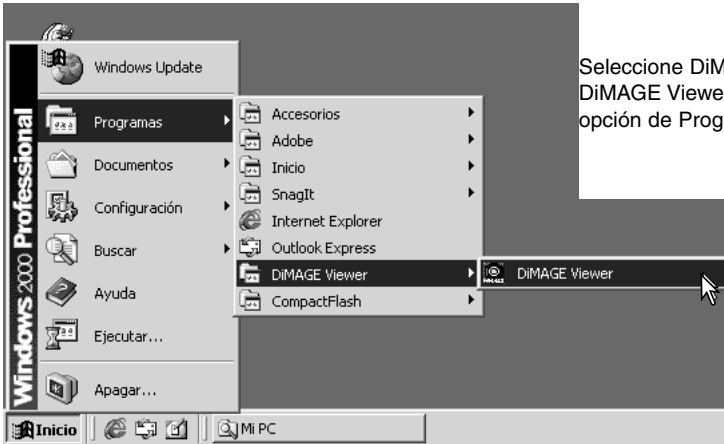 Windows Update
Programas
Documentos
Configuración
Buscar
Ayuda
Ejecutar...
Apagar...
Windows 2000 Professional
Accesorios
Adobe
Inicio
SnagIt
Internet Explorer
Outlook Express
DiMAGE Viewer
CompactFlash
DiMAGE Viewer
Seleccione DiM
DiMAGE Viewe
opción de Prog
Inicio
Mi PC